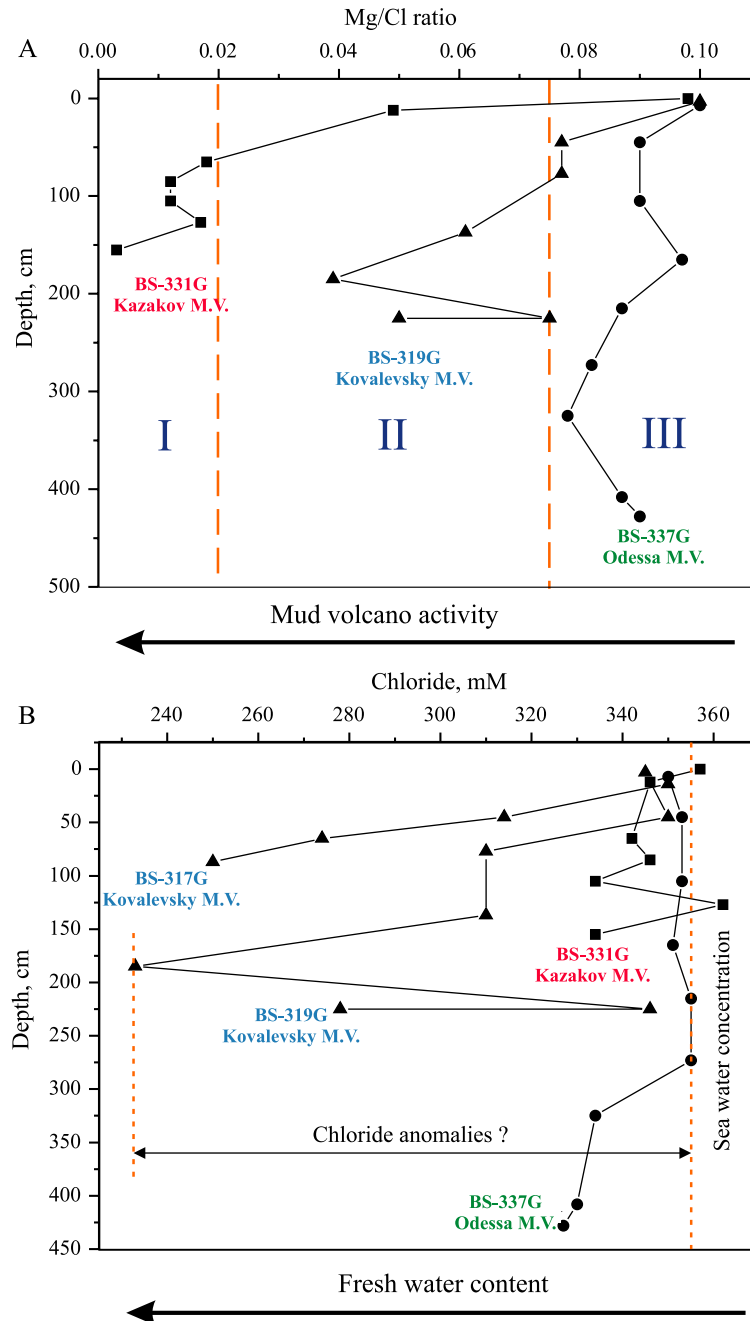 Mg/Cl ratio
A
0.00 0.02 0.04 0.06 0.08 0.10
0
100
200
300
400
500
Depth, cm
BS-331G
Kazakov M.V.
BS-319G
Kovalevsky M.V.
I II III
BS-337G
Odessa M.V.
Mud volcano activity
Chloride, mM
B
240 260 280 300 320 340 360
0
50
100
150
200
250
300
350
400
450
Depth, cm
BS-317G
Kovalevsky M.V.
BS-331G
Kazakov M.V.
BS-319G
Kovalevsky M.V.
Sea water concentration
Chloride anomalies ?
BS-337G
Odessa M.V.
Fresh water content